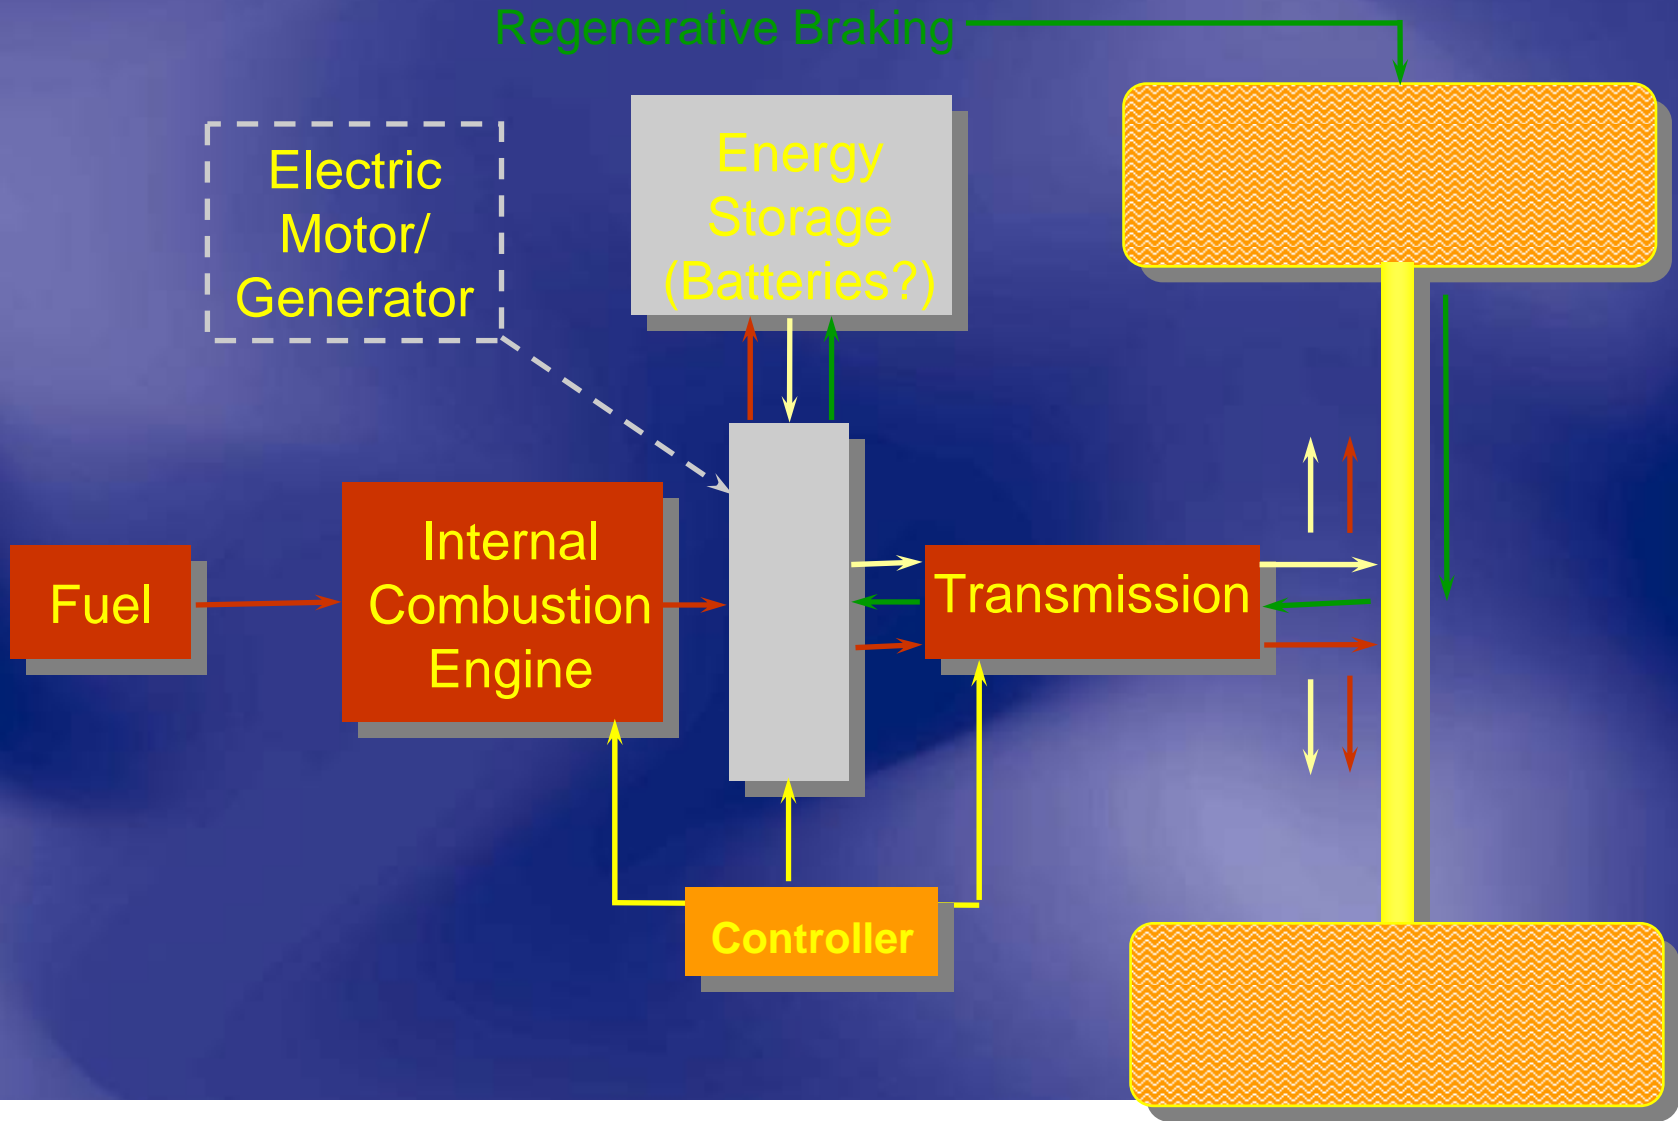 Regenerative Braking
Electric
Motor/
Generator
Energy
Storage
(Batteries?)
Fuel
Internal
Combustion
Engine
Transmission
Controller